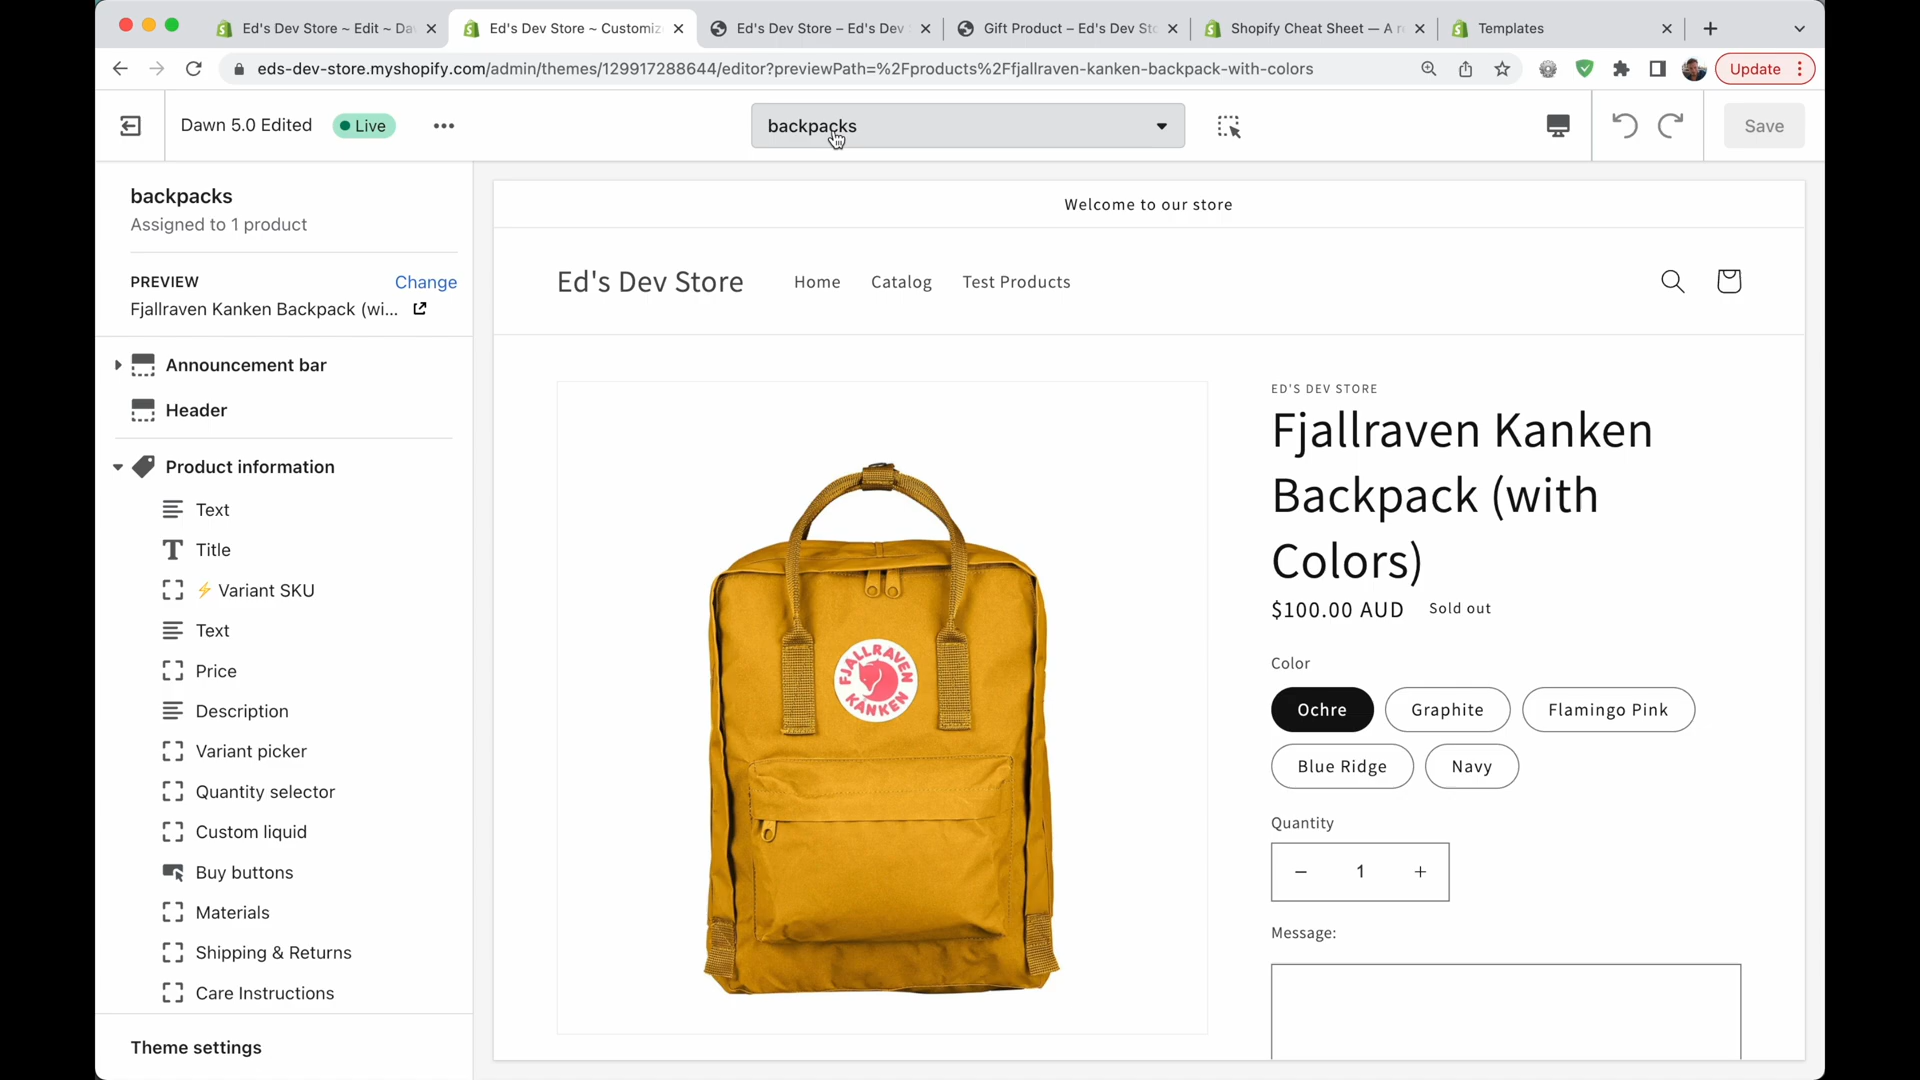 Ed's Dev Store ~ Edit ~ Da
Ed's Dev Store ~ Customiz
Ed's Dev Store – Ed's Dev
Gift Product – Ed's Dev Sto
Shopify Cheat Sheet — A r
Templates
eds-dev-store.myshopify.com/admin/themes/129917288644/editor?previewPath=%2Fproducts%2Ffjallraven-kanken-backpack-with-colors
Update
Dawn 5.0 Edited
Live
backpacks
Save
backpacks
Assigned to 1 product
PREVIEW
Change
Fjallraven Kanken Backpack (wi...
Announcement bar
Header
Product information
Text
Title
⚡ Variant SKU
Text
Price
Description
Variant picker
Quantity selector
Custom liquid
Buy buttons
Materials
Shipping & Returns
Care Instructions
Theme settings
Welcome to our store
Ed's Dev Store
Home
Catalog
Test Products
FJALLRAVEN
KANKEN
ED'S DEV STORE
Fjallraven Kanken
Backpack (with
Colors)
$100.00 AUD
Sold out
Color
Ochre
Graphite
Flamingo Pink
Blue Ridge
Navy
Quantity
1
Message: